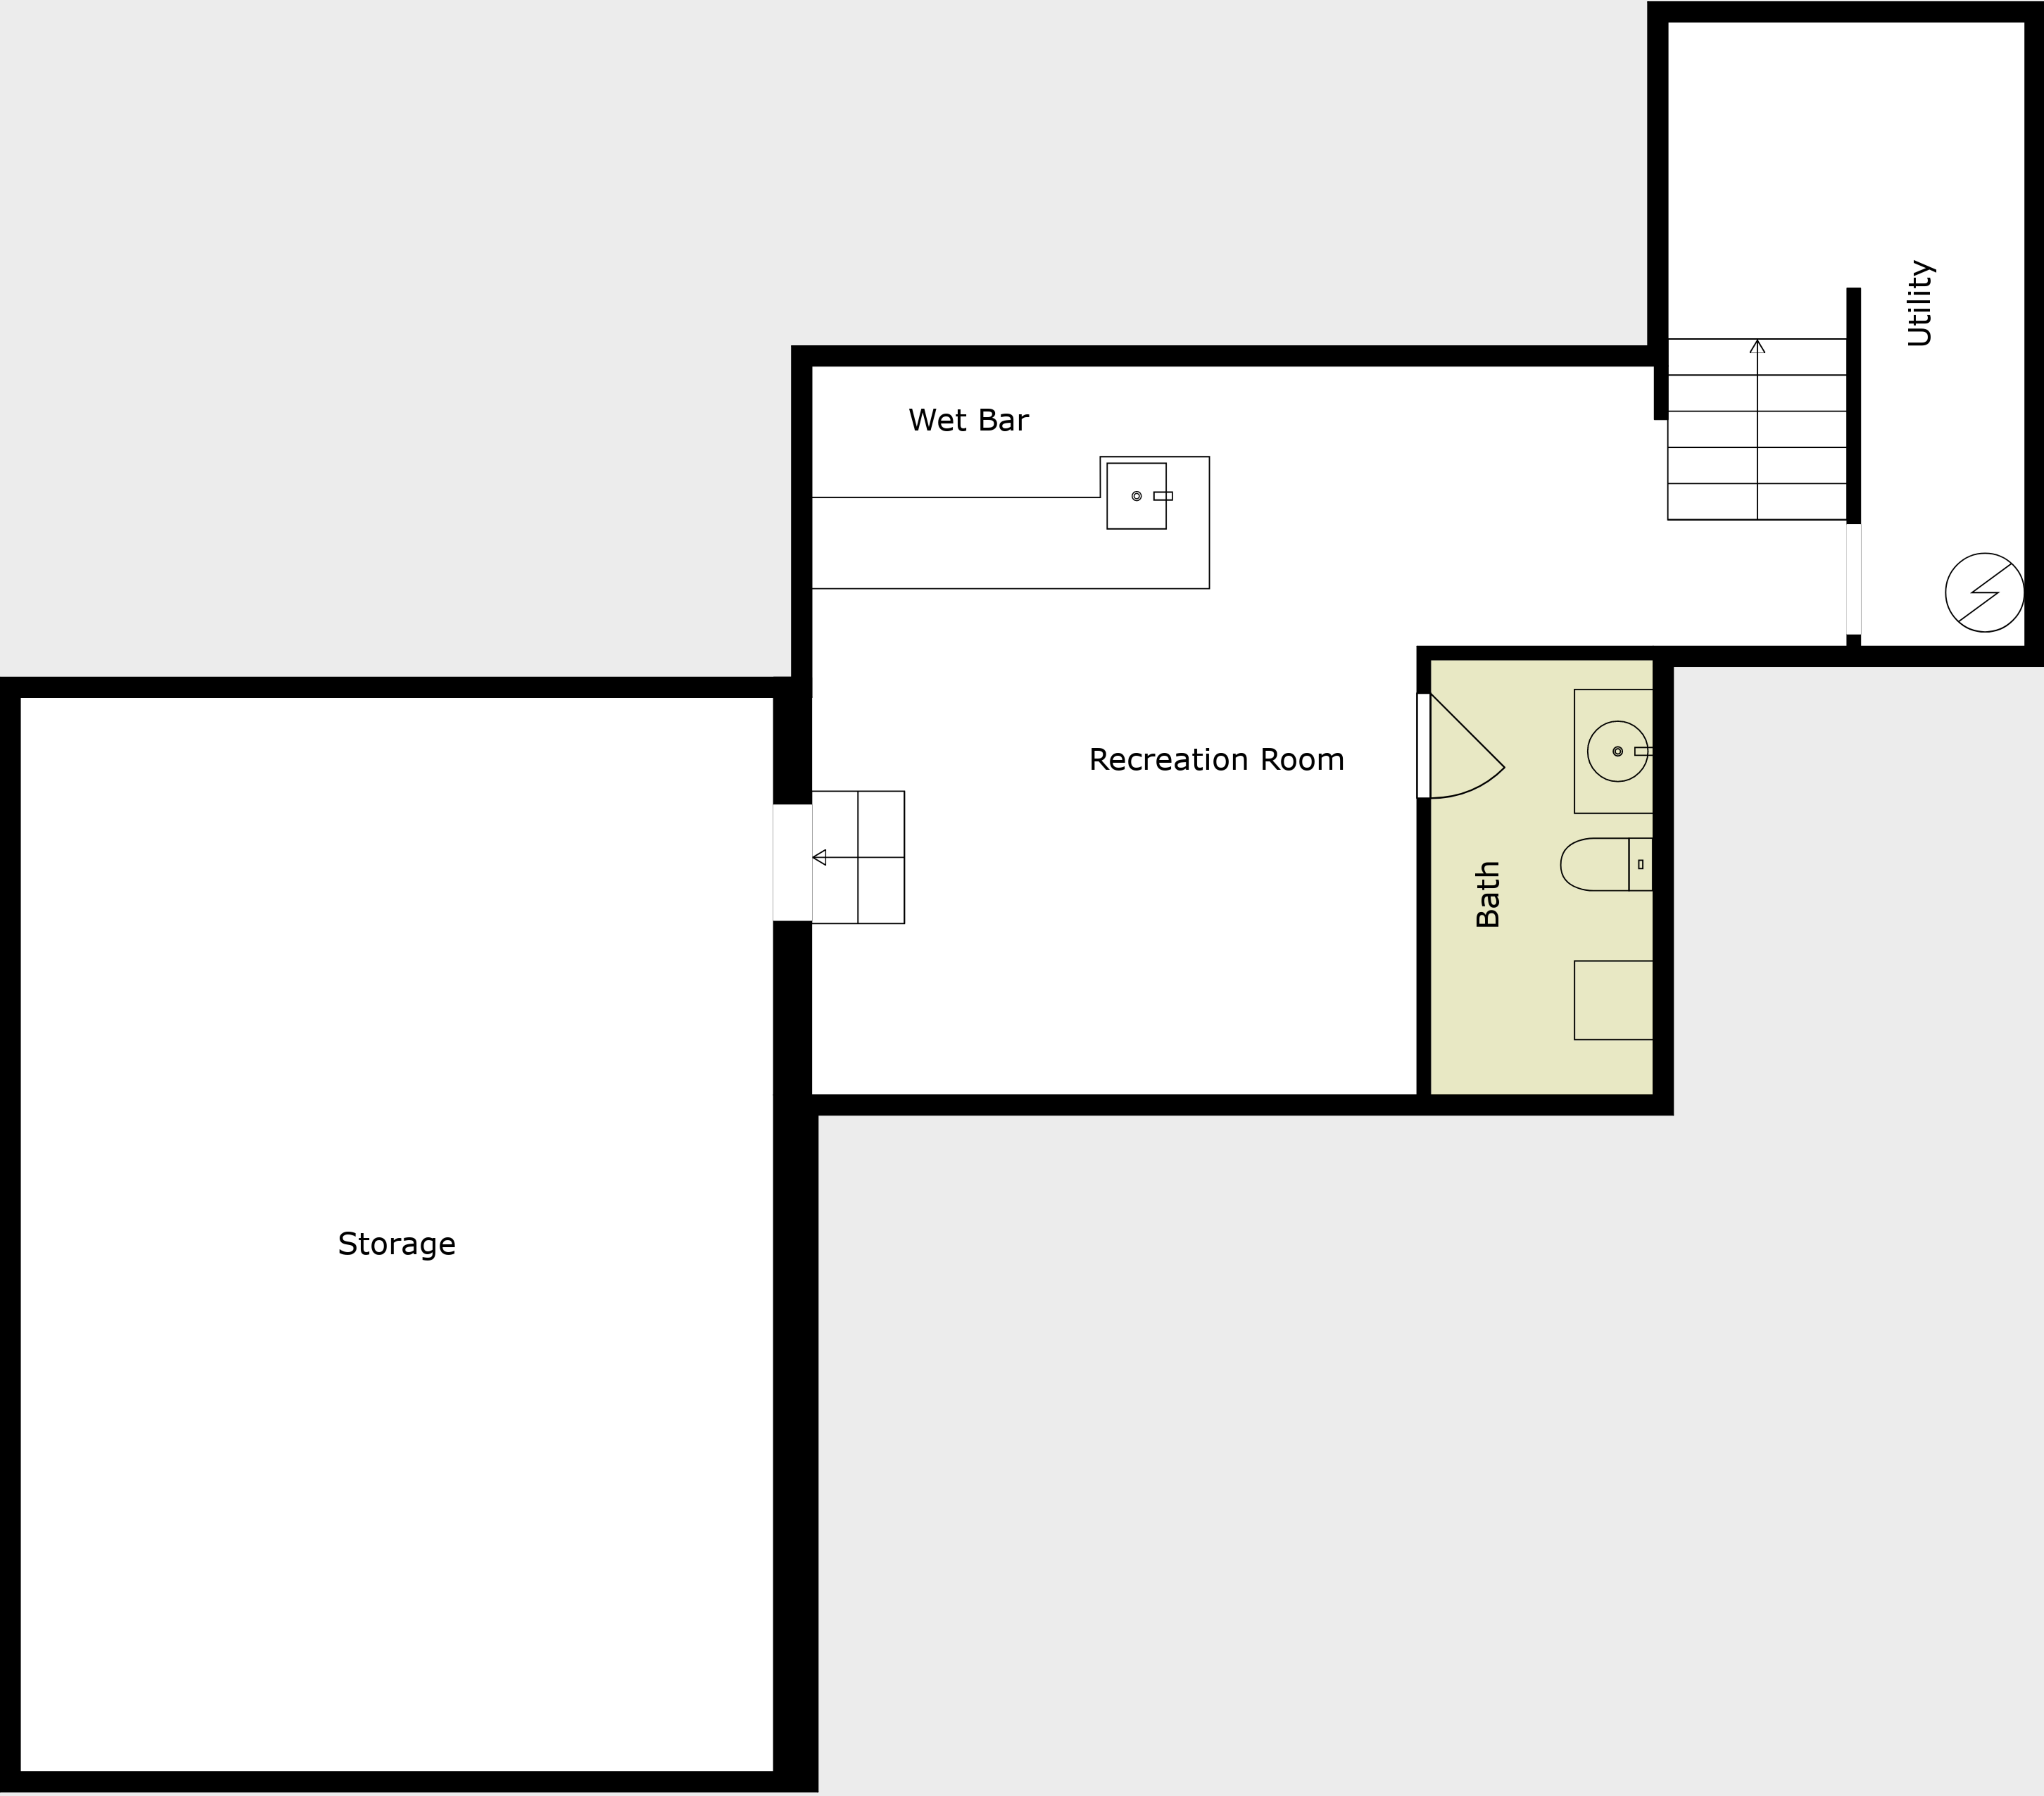 Utility
Wet Bar
Recreation Room
Bath
Storage